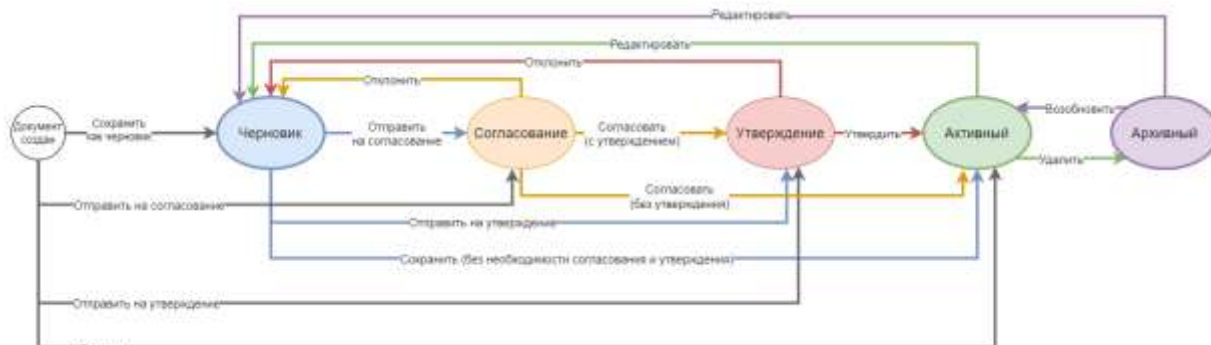 Редактировать
Редактировать
Отклонить
Отклонить
Документ
создан
Сохранить
как черновик
Черновик
Отправить
на согласование
Согласование
Согласовать
(с утверждением)
Утверждение
Утвердить
Активный
Возобновить
Удалить
Архивный
Согласовать
(без утверждения)
Отправить на согласование
Отправить на утверждение
Сохранить (без необходимости согласования и утверждения)
Отправить на утверждение